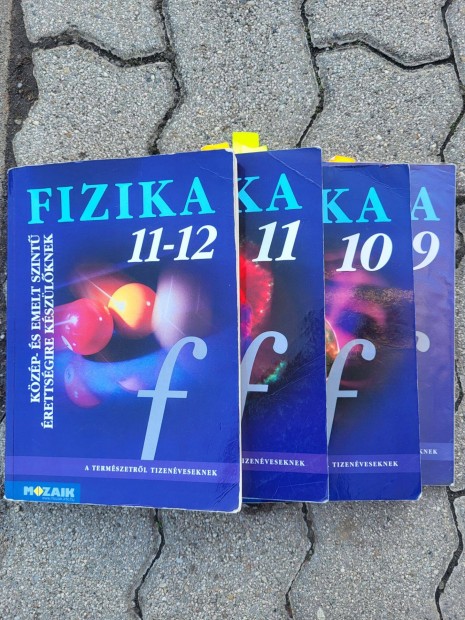 FIZIKA
11-12
KÖZÉP- ÉS EMELT SZINTŰ
ÉRETTSÉGIRE KÉSZÜLŐKNEK
f
A TERMÉSZETRŐL TIZENÉVESEKNEK
MOZAIK
KA
11
f
TIZENÉVESEKNEK
KA
10
f
TIZENÉVESEKNEK
A
9
f
NEK